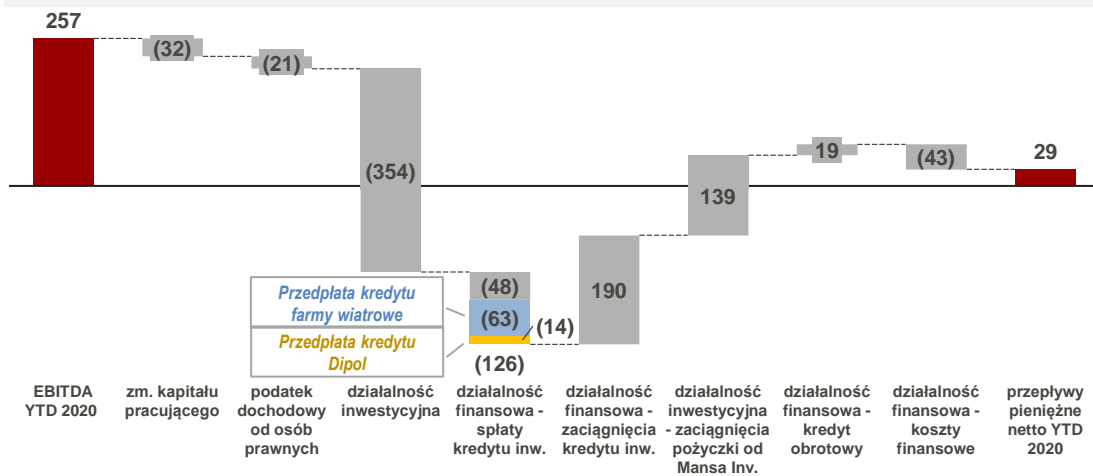 257
(32)
(21)
(354)
(48)
(63)
(14)
(126)
190
139
19
(43)
29
Przedpłata kredytu
farmy wiatrowe
Przedpłata kredytu
Dipol
EBITDA
YTD 2020
zm. kapitału
pracującego
podatek
dochodowy
od osób
prawnych
działalność
inwestycyjna
działalność
finansowa -
spłaty
kredytu inw.
działalność
finansowa -
zaciągnięcia
kredytu inw.
działalność
inwestycyjna
- zaciągnięcia
pożyczki od
Mansa Inv.
działalność
finansowa -
kredyt
obrotowy
działalność
finansowa -
koszty
finansowe
przepływy
pieniężne
netto YTD
2020